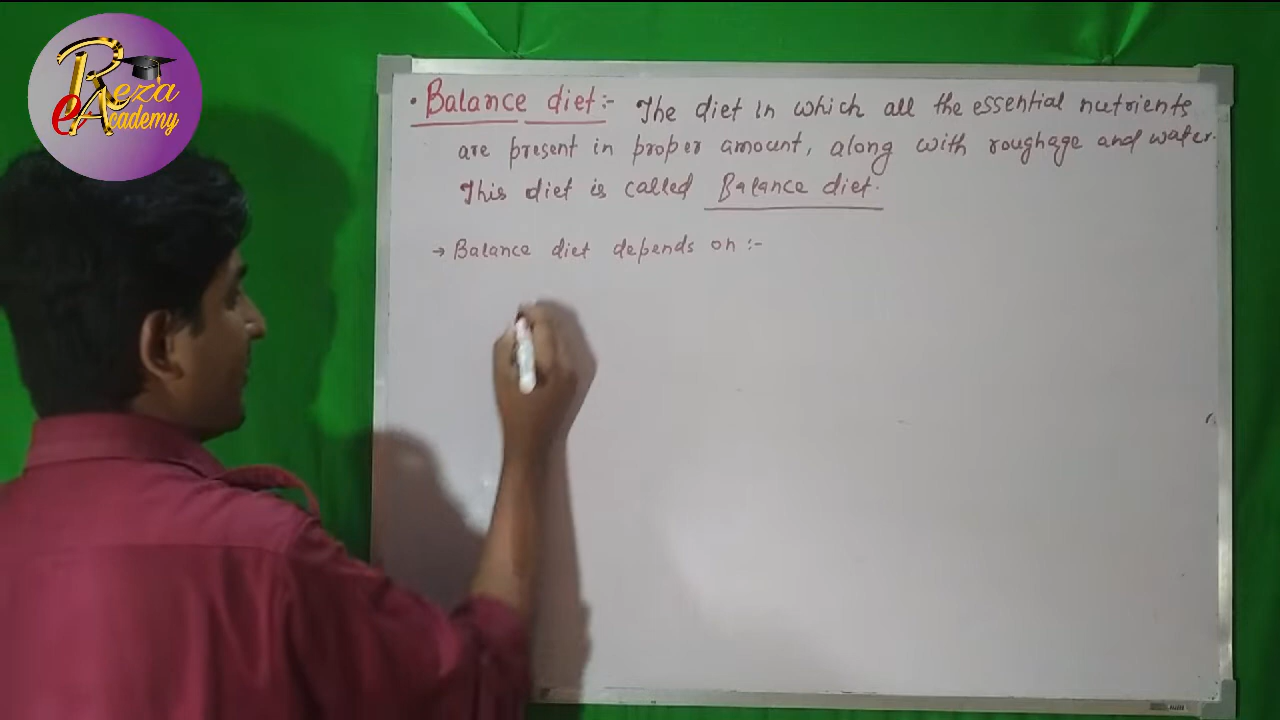 Reza
eAcademy
• Balance diet :- The diet in which all the essential nutrients
are present in proper amount, along with roughage and water.
This diet is called Balance diet.
→ Balance diet depends on :-